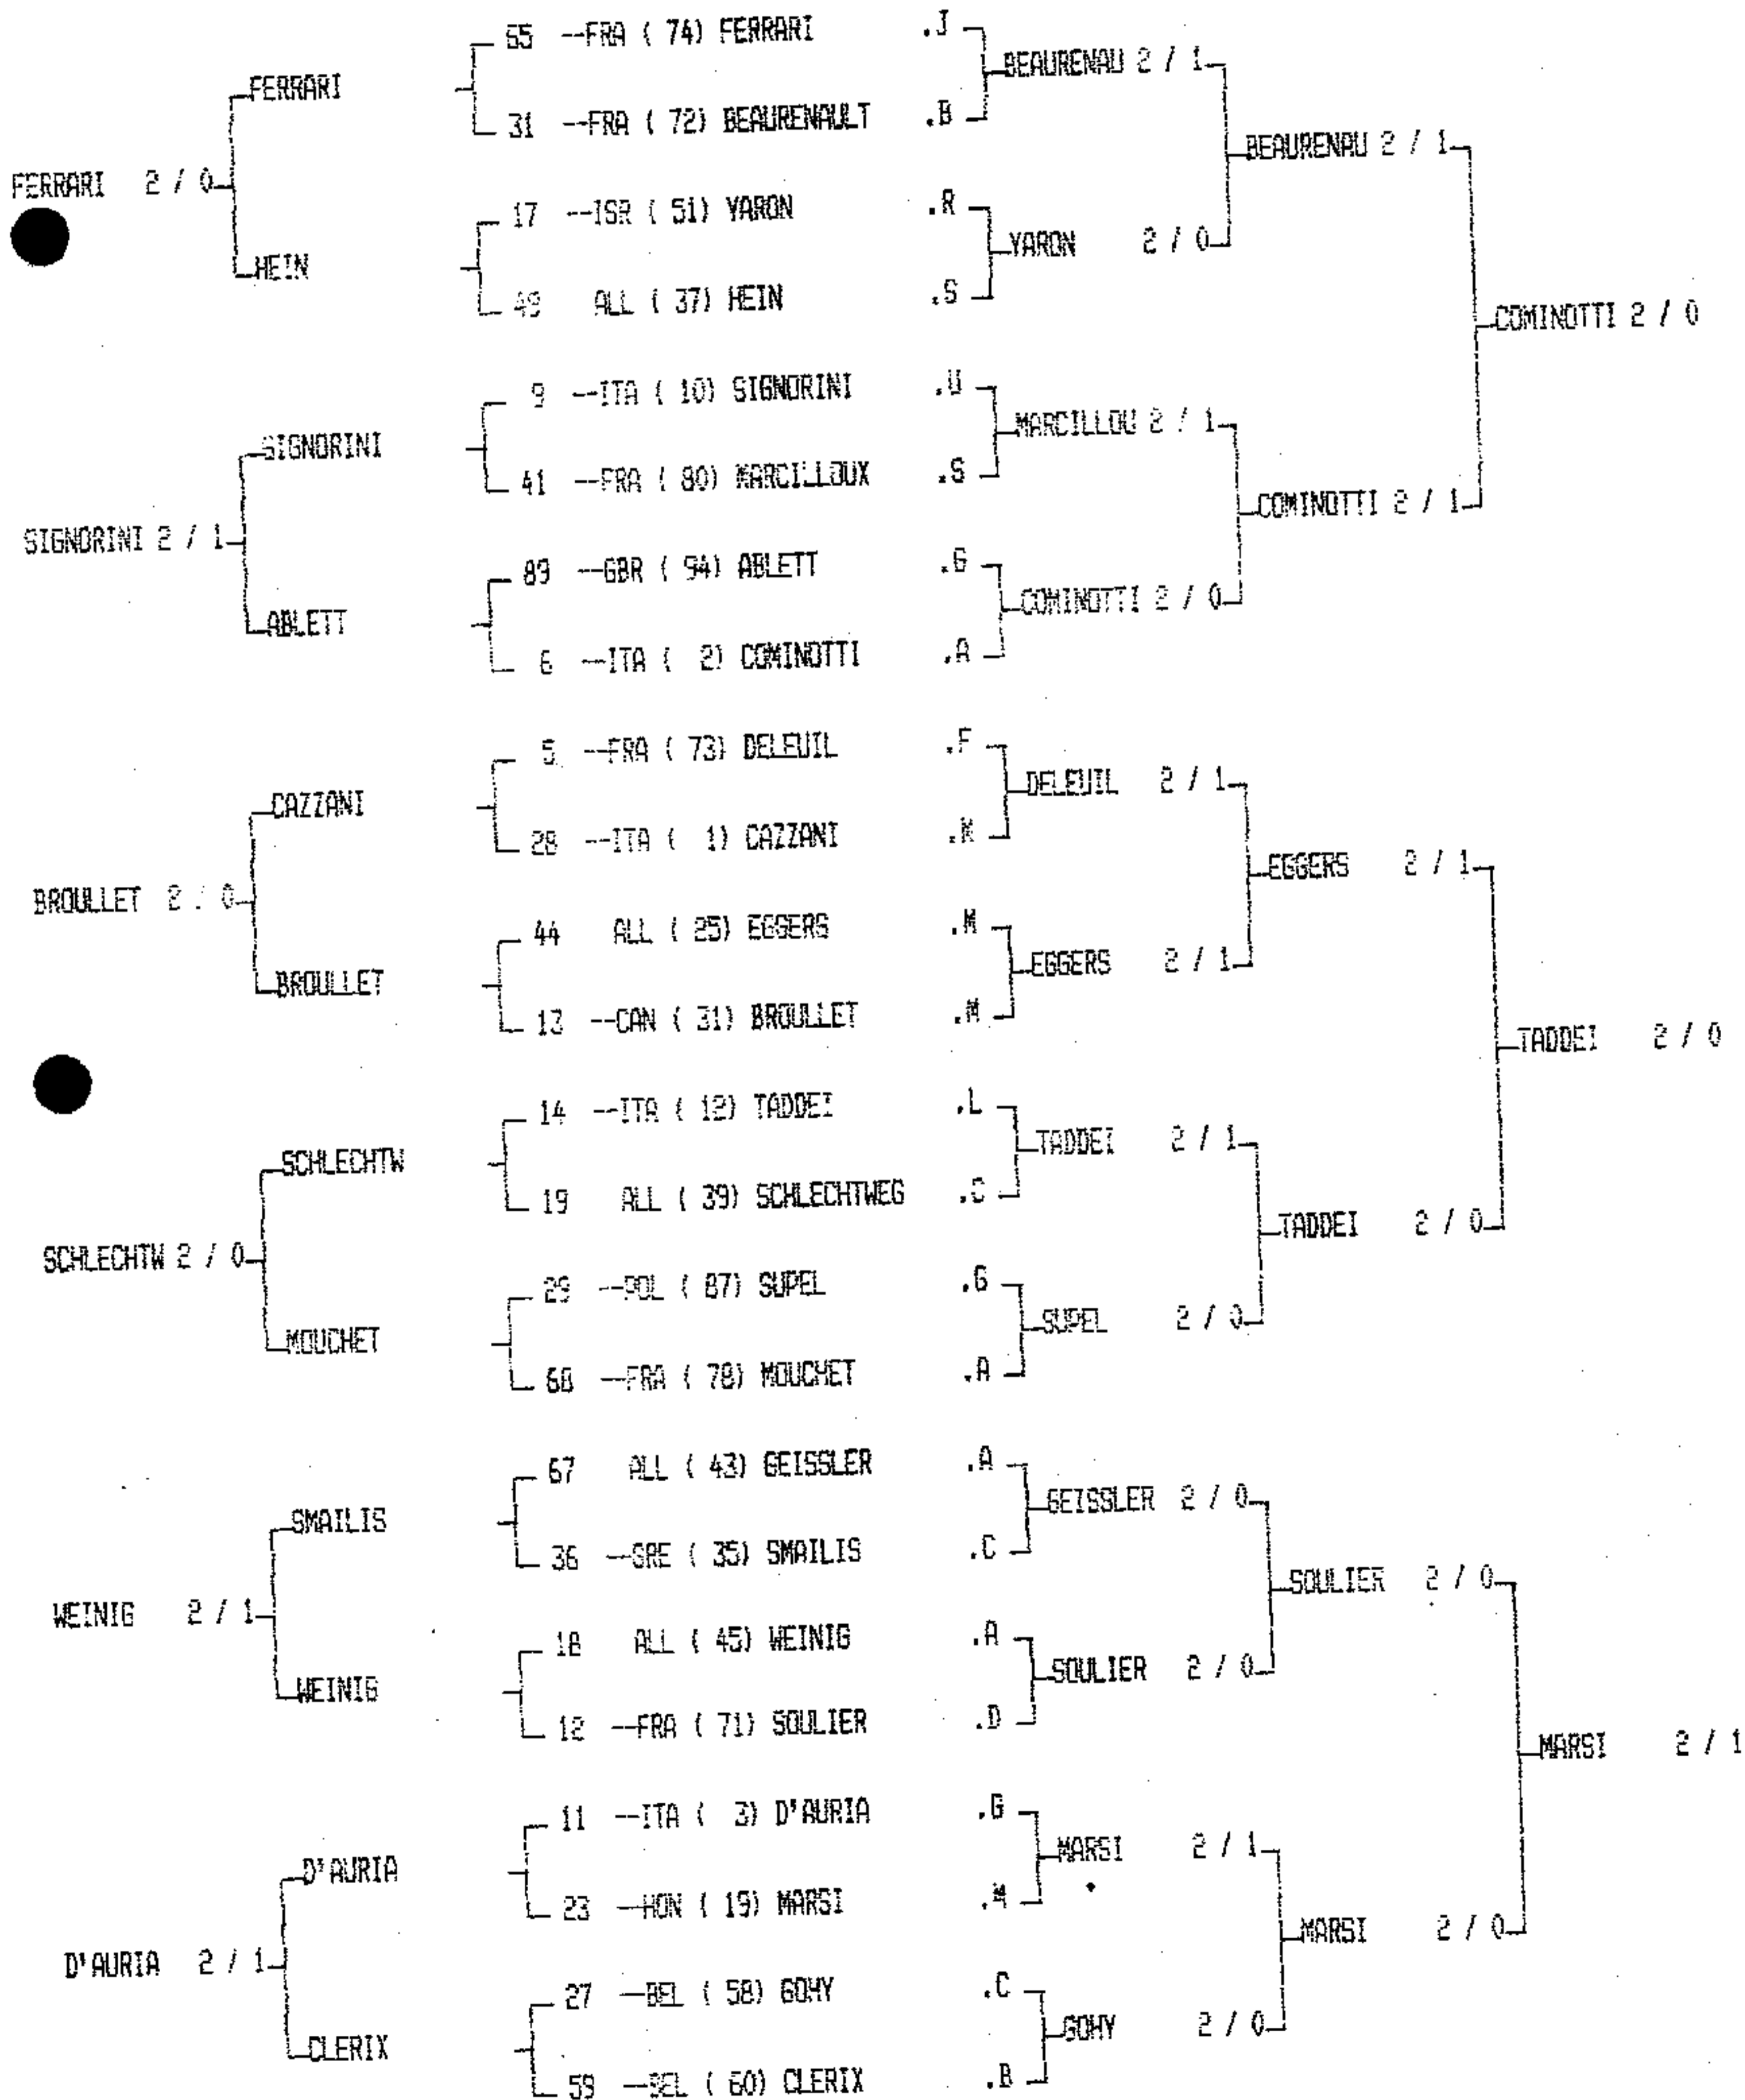 65 --FRA ( 74) FERRARI .J
BEAURENAU 2 / 1
FERRARI
31 --FRA ( 72) BEAURENAULT .B
BEAURENAU 2 / 1
FERRARI 2 / 0
17 --ISR ( 51) YARON .R
YARON 2 / 0
HEIN
49 ALL ( 37) HEIN .S
COMINOTTI 2 / 0
9 --ITA ( 10) SIGNORINI .U
MARCILLOU 2 / 1
SIGNORINI
41 --FRA ( 80) MARCILLOUX .S
COMINOTTI 2 / 1
SIGNORINI 2 / 1
89 --GBR ( 94) ABLETT .G
COMINOTTI 2 / 0
ABLETT
6 --ITA ( 2) COMINOTTI .A
5 --FRA ( 73) DELEUIL .F
DELEUIL 2 / 1
CAZZANI
28 --ITA ( 1) CAZZANI
EGGERS 2 / 1
BROULLET 2 / 0
44 ALL ( 25) EGGERS .M
EGGERS 2 / 1
BROULLET
13 --CAN ( 31) BROULLET .M
TADDEI 2 / 0
14 --ITA ( 12) TADDEI .L
TADDEI 2 / 1
SCHLECHTW
19 ALL ( 39) SCHLECHTWEG
TADDEI 2 / 0
SCHLECHTW 2 / 0
29 --POL ( 87) SUPEL .G
SUPEL 2 / 0
MOUCHET
68 --FRA ( 78) MOUCHET .A
67 ALL ( 43) GEISSLER .A
GEISSLER 2 / 0
SMAILIS
36 --GRE ( 35) SMAILIS .C
SOULIER 2 / 0
WEINIG 2 / 1
18 ALL ( 45) WEINIG .A
SOULIER 2 / 0
WEINIG
12 --FRA ( 71) SOULIER .D
MARSI 2 / 1
11 --ITA ( 3) D'AURIA .G
MARSI 2 / 1
D'AURIA
23 --HON ( 19) MARSI .M
MARSI 2 / 0
D'AURIA 2 / 1
27 --BEL ( 58) GOHY .C
GOHY 2 / 0
CLERIX
59 --BEL ( 60) CLERIX .B